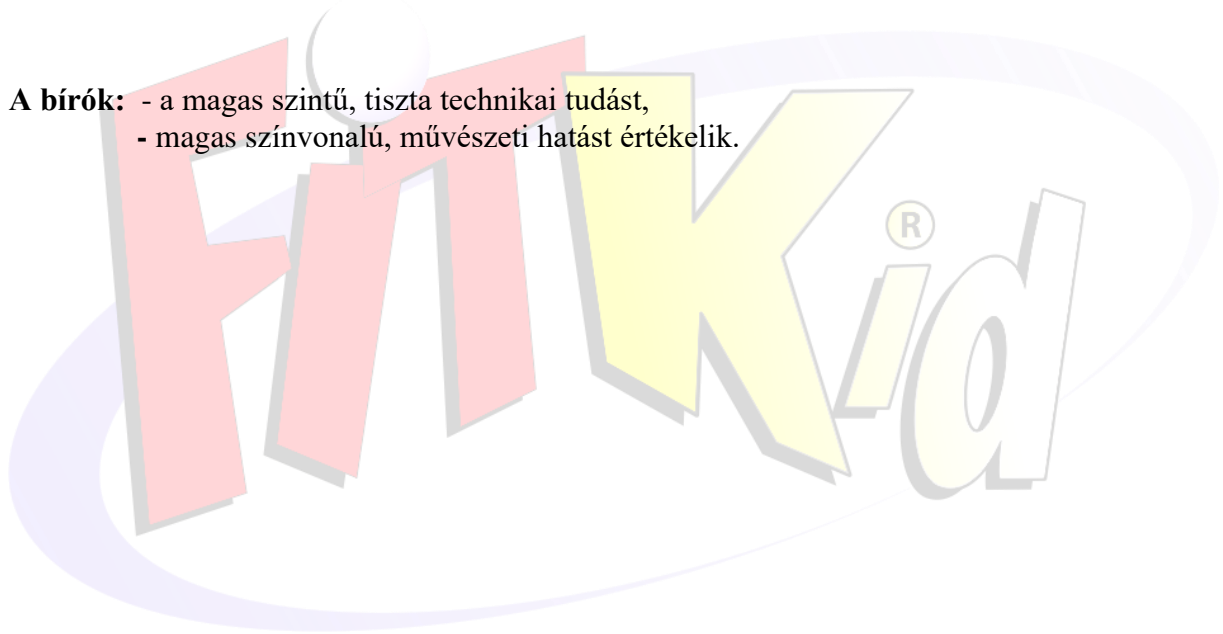 A bírók: - a magas szintű, tiszta technikai tudást,
- magas színvonalú, művészeti hatást értékelik.
FiTKid ®